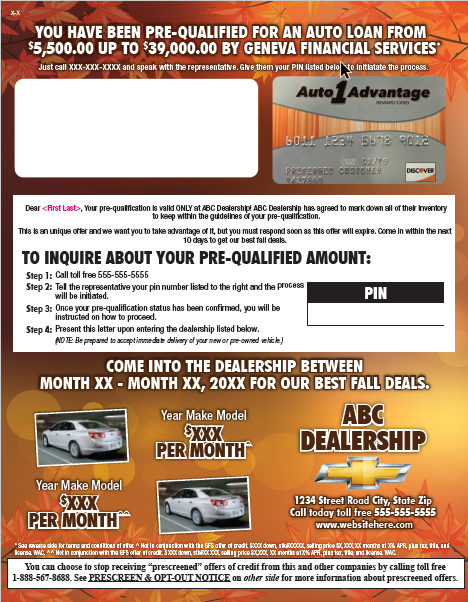 X-X
YOU HAVE BEEN PRE-QUALIFIED FOR AN AUTO LOAN FROM
$5,500.00 UP TO $39,000.00 BY GENEVA FINANCIAL SERVICES*
Just call XXX-XXX-XXXX and speak with the representative. Give them your PIN listed below to initiatate the process.
Auto 1 Advantage
REWARD CARD
6011 1234 5678 9012
PREFERRED CUSTOMER
DISCOVER
Dear <First Last>, Your pre-qualification is valid ONLY at ABC Dealership! ABC Dealership has agreed to mark down all of their inventory
to keep within the guidelines of your pre-qualification.
This is an unique offer and we want you to take advantage of it, but you must respond soon as this offer will expire. Come in within the next
10 days to get our best fall deals.
TO INQUIRE ABOUT YOUR PRE-QUALIFIED AMOUNT:
Step 1: Call toll free 555-555-5555
Step 2: Tell the representative your pin number listed to the right and the process
will be initiated.
Step 3: Once your pre-qualification status has been confirmed, you will be
instructed on how to proceed.
Step 4: Present this letter upon entering the dealership listed below.
(NOTE: Be prepared to accept immediate delivery of your new or pre-owned vehicle.)
PIN
COME INTO THE DEALERSHIP BETWEEN
MONTH XX - MONTH XX, 20XX FOR OUR BEST FALL DEALS.
Year Make Model
$XXX
PER MONTH^
Year Make Model
$XXX
PER MONTH^^
ABC
DEALERSHIP
1234 Street Road City, State Zip
Call today toll free 555-555-5555
www.websitehere.com
* See reverse side for terms and conditions of offer. ^ Not in conjunction with the GFS offer of credit. $XXX down, stk#XXXXX, selling price $X,XXX, XX months at X% APR, plus tax, title, and
license, WAC. ^^ Not in conjunction with the GFS offer of credit. $XXX down, stk#XXXXX, selling price $X,XXX, XX months at X% APR, plus tax, title, and license, WAC.
You can choose to stop receiving "prescreened" offers of credit from this and other companies by calling toll free
1-888-567-8688. See PRESCREEN & OPT-OUT NOTICE on other side for more information about prescreened offers.